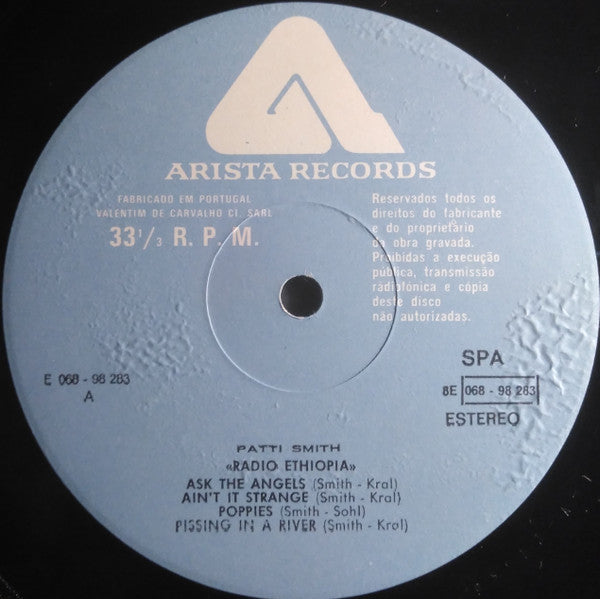 ARISTA RECORDS
FABRICADO EM PORTUGAL
VALENTIM DE CARVALHO CI. SARL
33 1/3 R. P. M.
Reservados todos os
direitos do fabricante
e do proprietário
da obra gravada.
Proibidas a execução
pública, transmissão
radiofónica e cópia
deste disco
não autorizadas.
E 068 - 98 283
A
SPA
8E 068 - 98 283
ESTEREO
PATTI SMITH
«RADIO ETHIOPIA»
ASK THE ANGELS (Smith - Kral)
AIN'T IT STRANGE (Smith - Kral)
POPPIES (Smith - Sohl)
PISSING IN A RIVER (Smith - Kral)